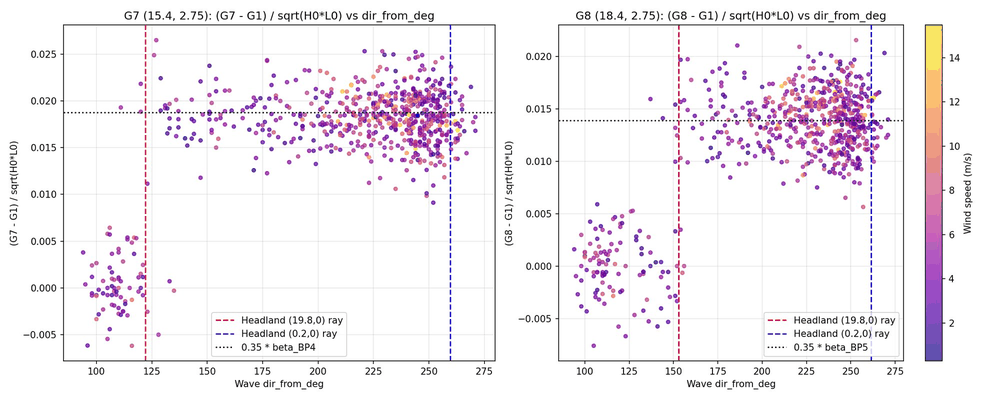 G7 (15.4, 2.75): (G7 - G1) / sqrt(H0*L0) vs dir_from_deg
(G7 - G1) / sqrt(H0*L0)
0.025
0.020
0.015
0.010
0.005
0.000
−0.005
100
125
150
175
200
225
250
275
Wave dir_from_deg
Headland (19.8,0) ray
Headland (0.2,0) ray
0.35 * beta_BP4
G8 (18.4, 2.75): (G8 - G1) / sqrt(H0*L0) vs dir_from_deg
(G8 - G1) / sqrt(H0*L0)
0.020
0.015
0.010
0.005
0.000
−0.005
100
125
150
175
200
225
250
275
Wave dir_from_deg
Headland (19.8,0) ray
Headland (0.2,0) ray
0.35 * beta_BP5
14
12
10
8
6
4
2
Wind speed (m/s)